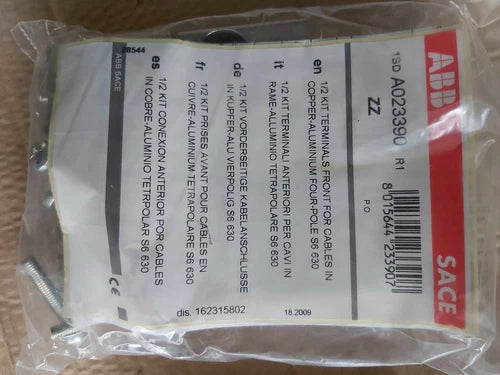 ABB SACE
1SD A023390 R1
ZZ
8 015644 233907
P.O
en
1/2 KIT TERMINALS FRONT FOR CABLES IN
COPPER-ALUMINIUM FOUR-POLE S6 630
it
1/2 KIT TERMINALI ANTERIORI PER CAVI IN
RAME-ALLUMINIO TETRAPOLARE S6 630
de
1/2 KIT VORDERSEITIGE KABELANSCHLUSSE
IN KUPFER-ALU VIERPOLIG S6 630
fr
1/2 KIT PRISES AVANT POUR CABLES EN
CUIVRE-ALUMINIUM TETRAPOLAIRE S6 630
es
1/2 KIT CONEXION ANTERIOR POR CABLES
IN COBRE-ALUMINIO TETRPOLAR S6 630
dis. 162315802
18.2009
28544
ABB SACE
CE